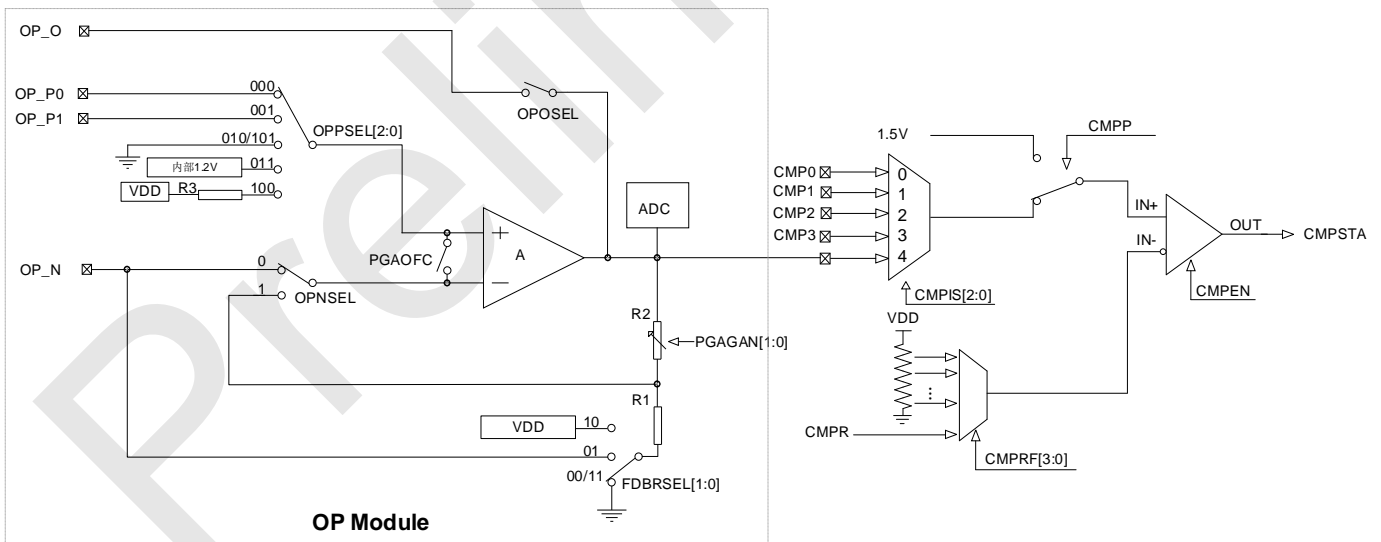 OP_O
OP_P0
000
OP_P1
001
OPPSEL[2:0]
010/101
内部1.2V
011
VDD
R3
100
OPOSEL
OP_N
0
1
OPNSEL
PGAOFC
+
−
A
ADC
R2
PGAGAN[1:0]
R1
VDD
10
01
00/11
FDBRSEL[1:0]
OP Module
CMP0
CMP1
CMP2
CMP3
0
1
2
3
4
CMPIS[2:0]
1.5V
CMPP
IN+
IN-
OUT
CMPSTA
CMPEN
VDD
...
CMPR
CMPRF[3:0]
Prelin